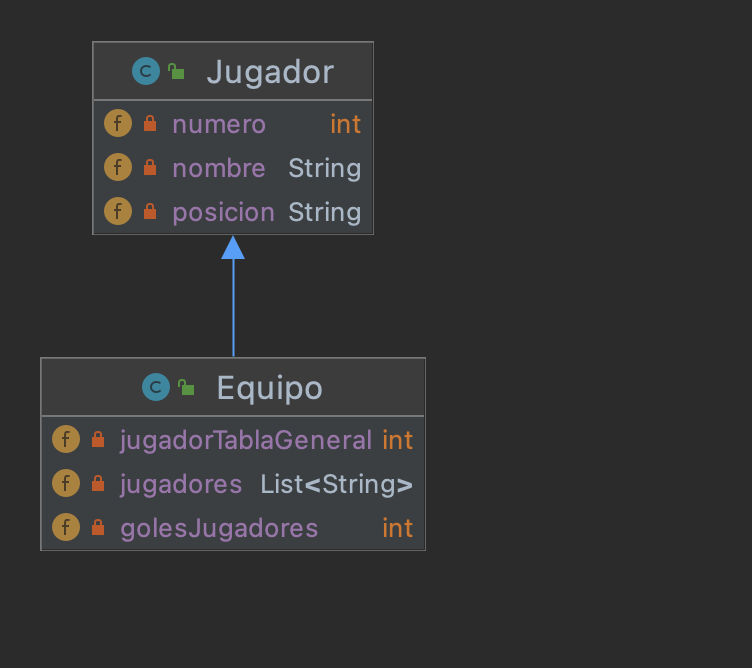 C Jugador
f numero int
f nombre String
f posicion String
C Equipo
f jugadorTablaGeneral int
f jugadores List<String>
f golesJugadores int